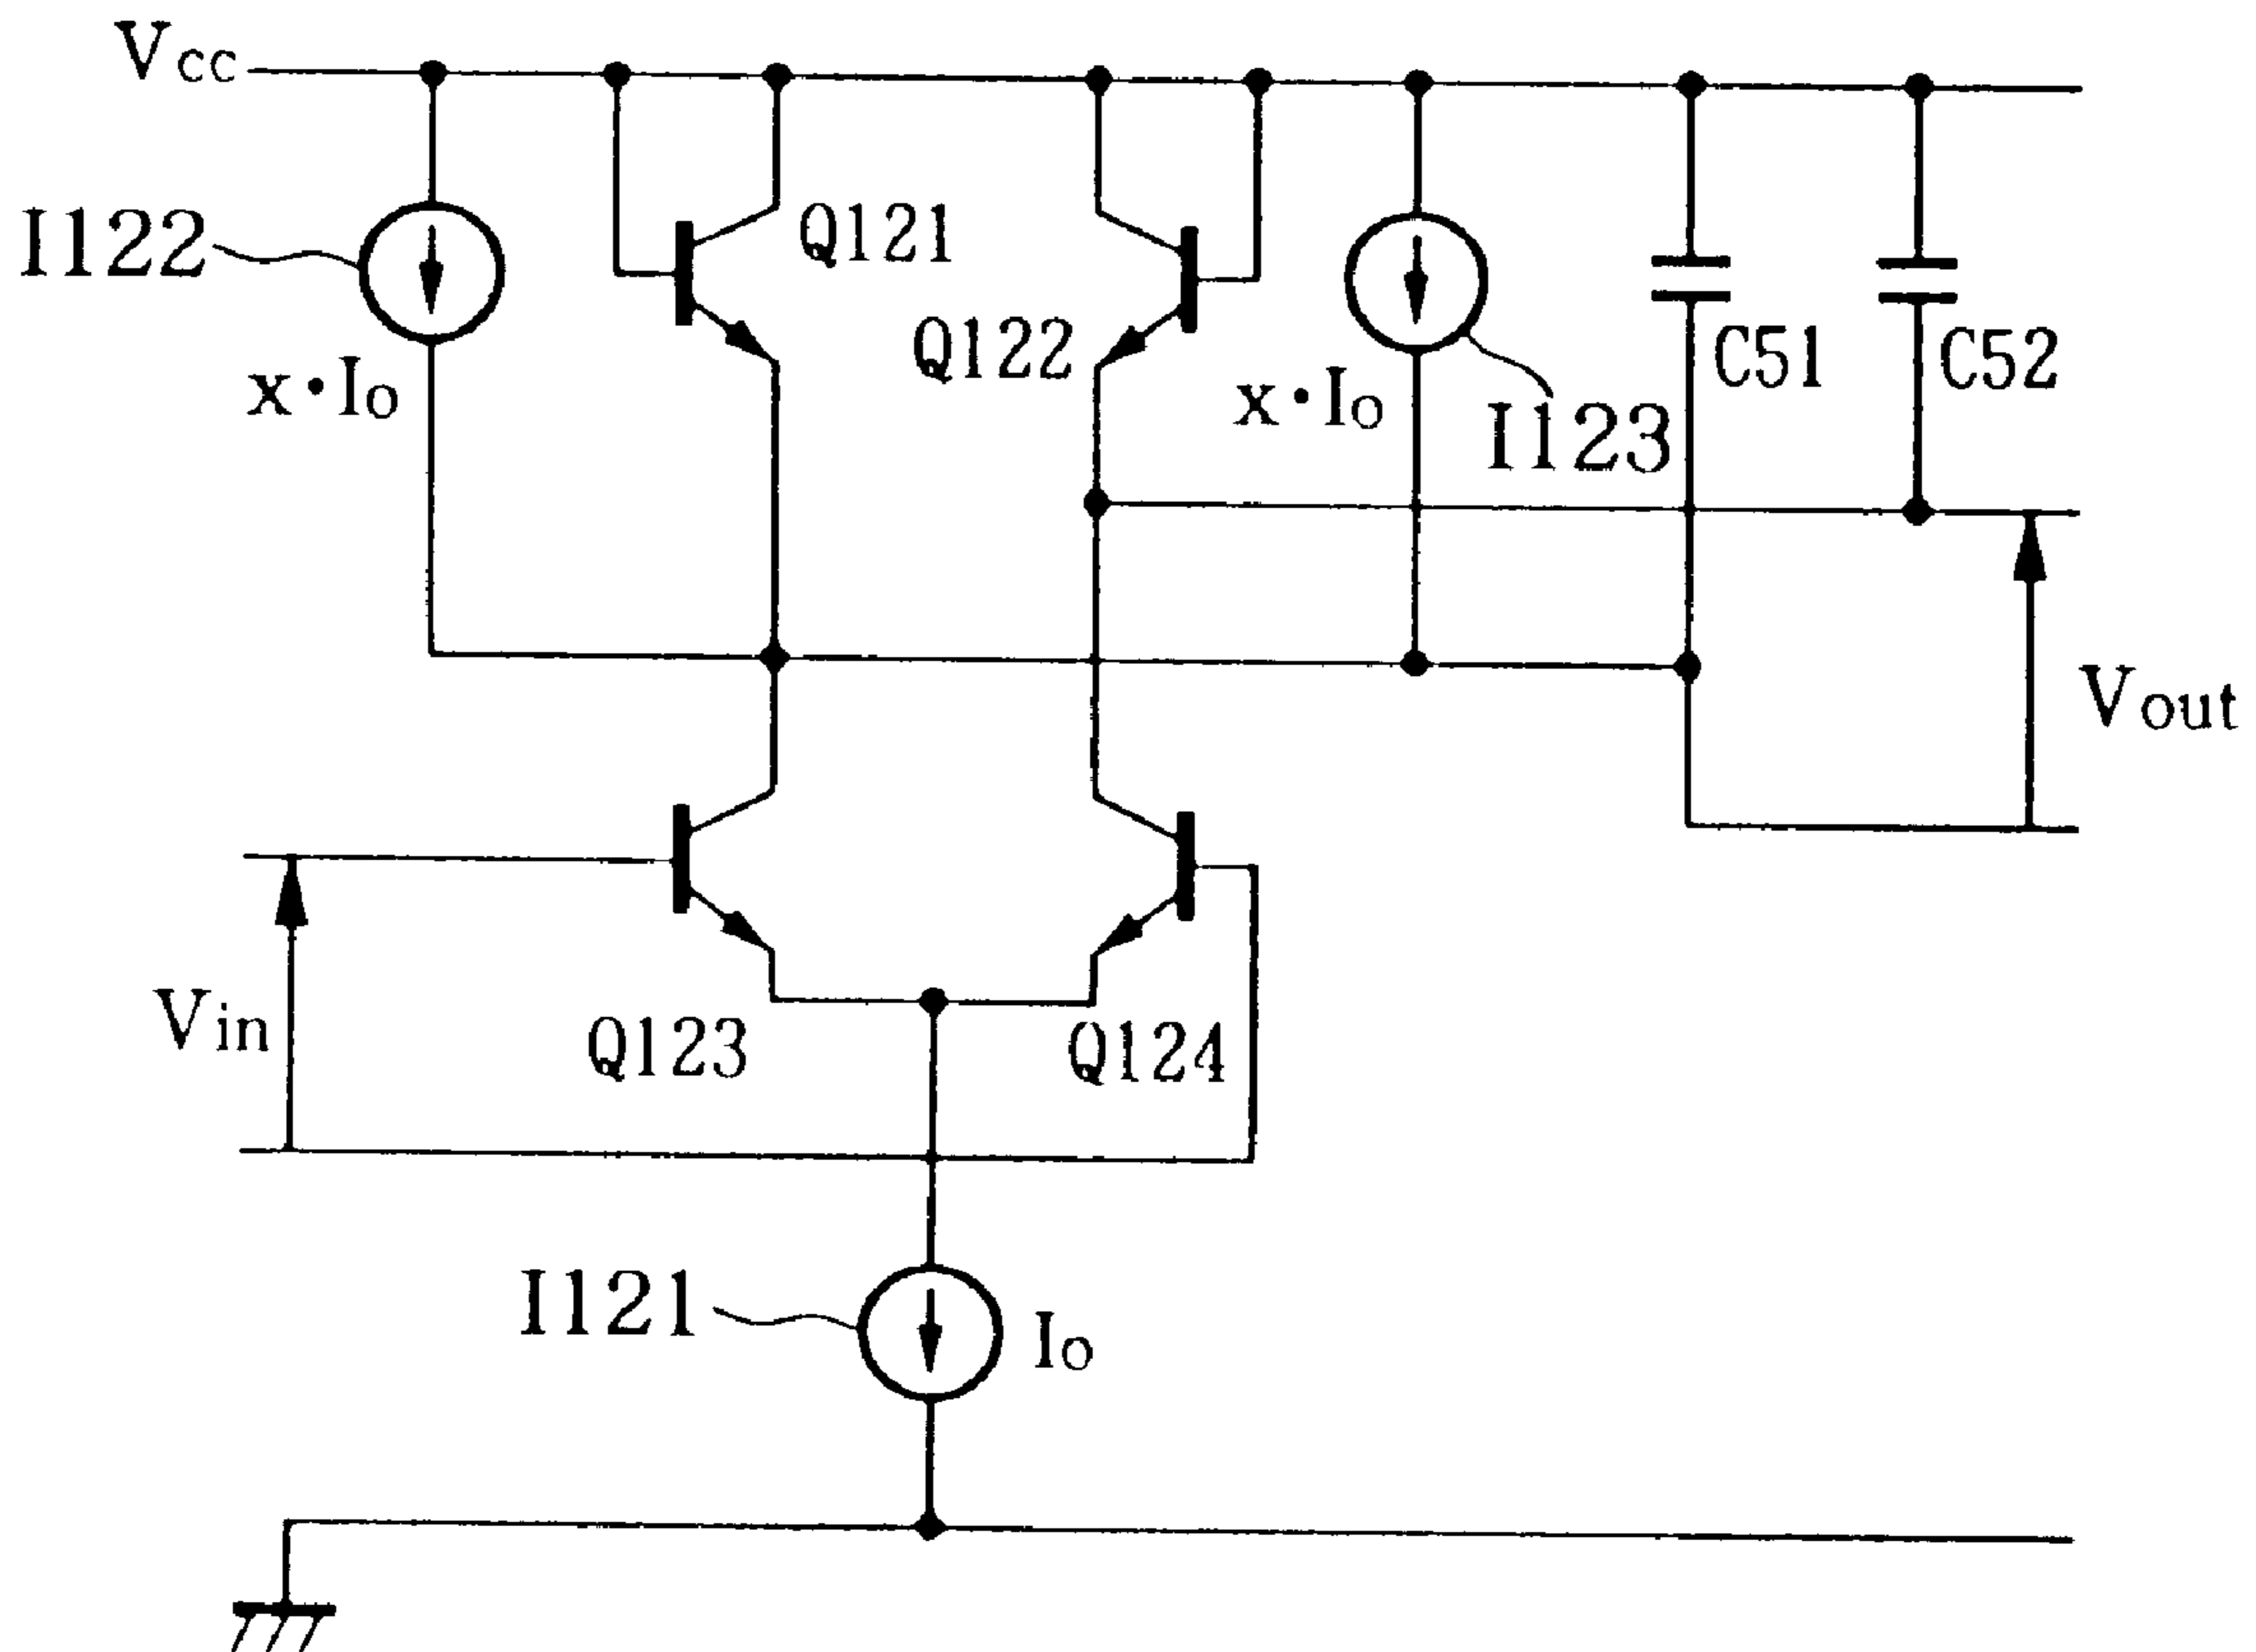 Vcc
I122
Q121
Q122
C51
C52
x·Io
x·Io
I123
Vout
Vin
Q123
Q124
I121
Io